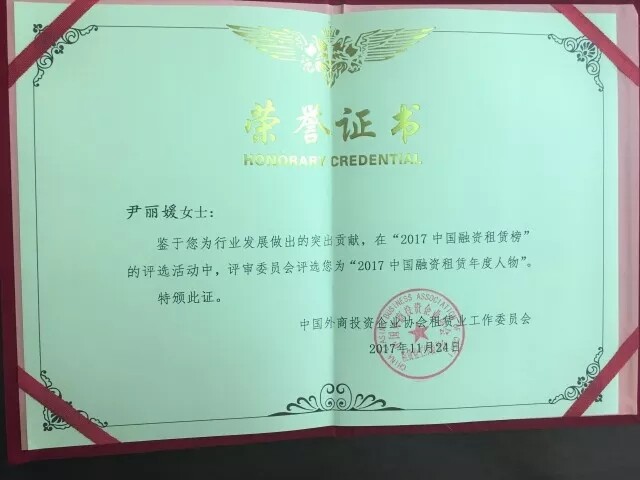 荣誉证书
HONORARY CREDENTIAL
尹丽媛女士：
鉴于您为行业发展做出的突出贡献，在“2017中国融资租赁榜”
的评选活动中，评审委员会评选您为“2017中国融资租赁年度人物”。
特颁此证。
中国外商投资企业协会租赁业工作委员会
2017年11月24日